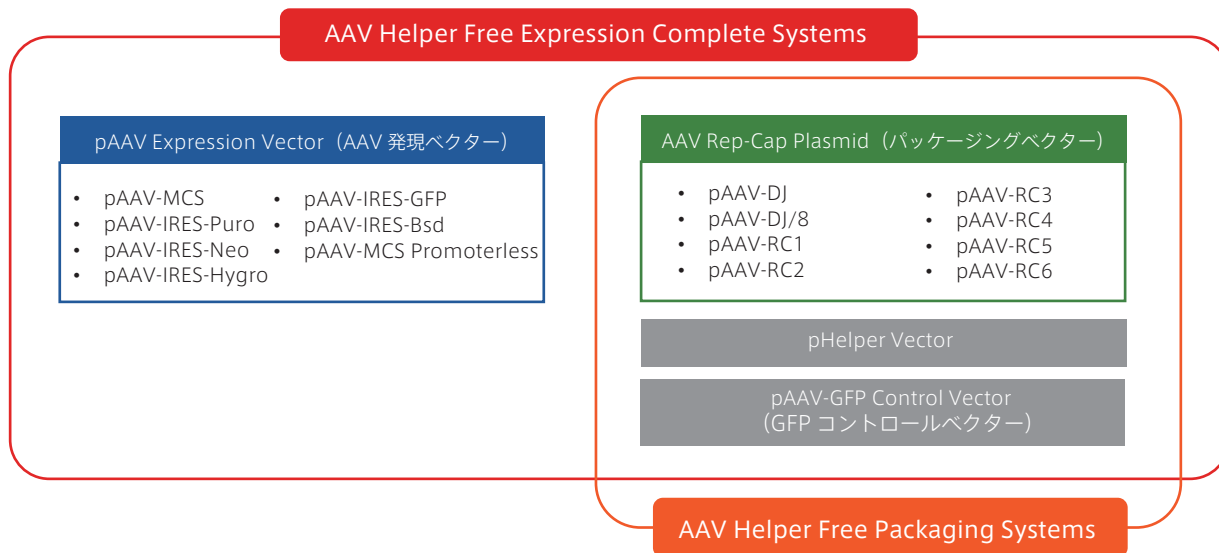 AAV Helper Free Expression Complete Systems
pAAV Expression Vector（AAV 発現ベクター）
• pAAV-MCS
• pAAV-IRES-Puro
• pAAV-IRES-Neo
• pAAV-IRES-Hygro
• pAAV-IRES-GFP
• pAAV-IRES-Bsd
• pAAV-MCS Promoterless
AAV Rep-Cap Plasmid（パッケージングベクター）
• pAAV-DJ
• pAAV-DJ/8
• pAAV-RC1
• pAAV-RC2
• pAAV-RC3
• pAAV-RC4
• pAAV-RC5
• pAAV-RC6
pHelper Vector
pAAV-GFP Control Vector
（GFP コントロールベクター）
AAV Helper Free Packaging Systems